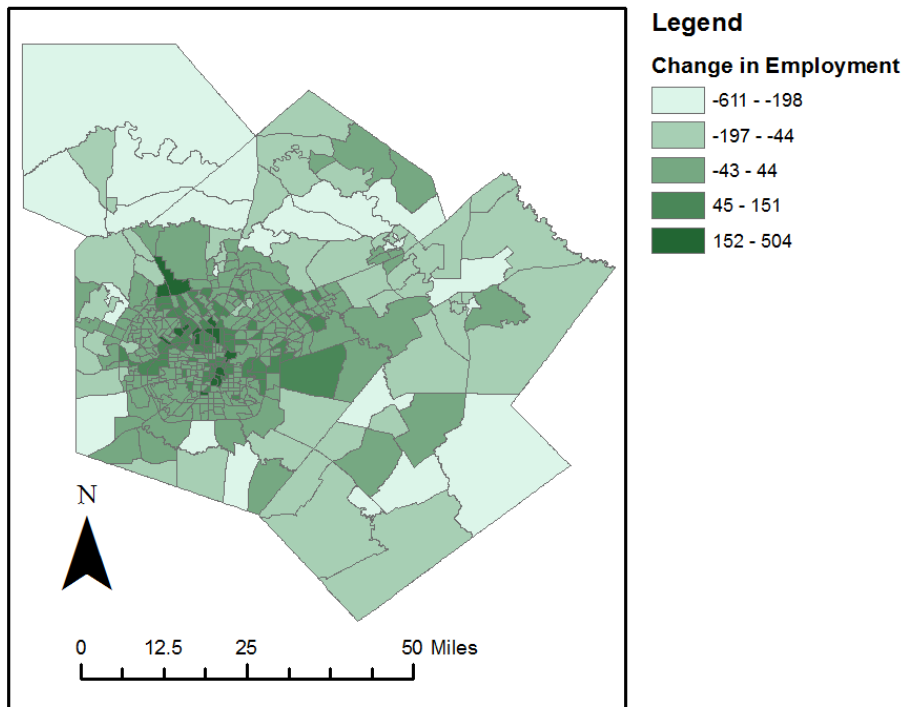 Legend
Change in Employment
-611 - -198
-197 - -44
-43 - 44
45 - 151
152 - 504
N
0 12.5 25 50 Miles